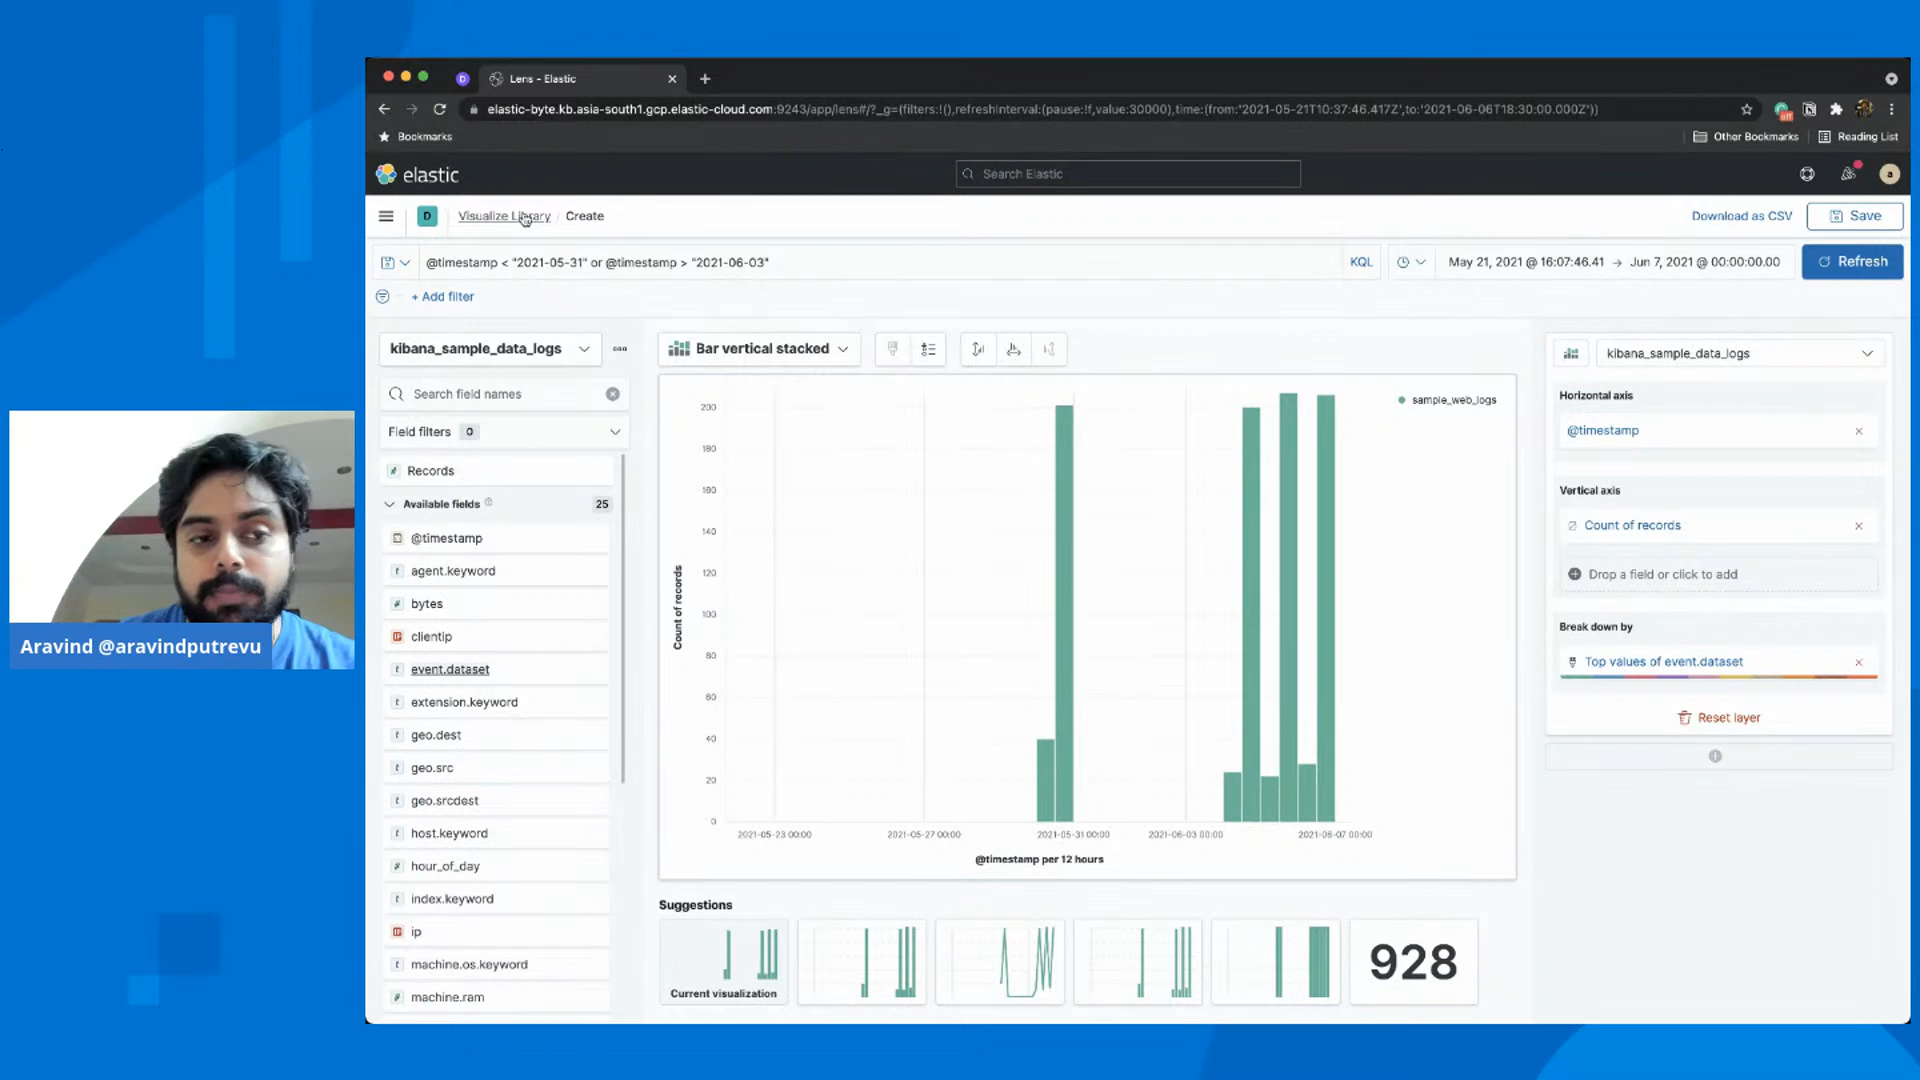 Lens - Elastic
elastic-byte.kb.asia-south1.gcp.elastic-cloud.com:9243/app/lens#/?_g=(filters:!(),refreshInterval:(pause:!f,value:30000),time:(from:'2021-05-21T10:37:46.417Z',to:'2021-06-06T18:30:00.000Z'))
off
Bookmarks
Other Bookmarks
Reading List
elastic
Search Elastic
a
D
Visualize Library
Create
Download as CSV
Save
@timestamp < "2021-05-31" or @timestamp > "2021-06-03"
KQL
May 21, 2021 @ 16:07:46.41 → Jun 7, 2021 @ 00:00:00.00
Refresh
+ Add filter
kibana_sample_data_logs
Search field names
Field filters 0
Records
Available fields 25
@timestamp
agent.keyword
bytes
clientip
event.dataset
extension.keyword
geo.dest
geo.src
geo.srcdest
host.keyword
hour_of_day
index.keyword
ip
machine.os.keyword
machine.ram
Bar vertical stacked
sample_web_logs
200
180
160
140
120
100
80
60
40
20
0
Count of records
2021-05-23 00:00
2021-05-27 00:00
2021-05-31 00:00
2021-06-03 00:00
2021-06-07 00:00
@timestamp per 12 hours
Suggestions
Current visualization
928
kibana_sample_data_logs
Horizontal axis
@timestamp
Vertical axis
Count of records
Drop a field or click to add
Break down by
Top values of event.dataset
Reset layer
Aravind @aravindputrevu